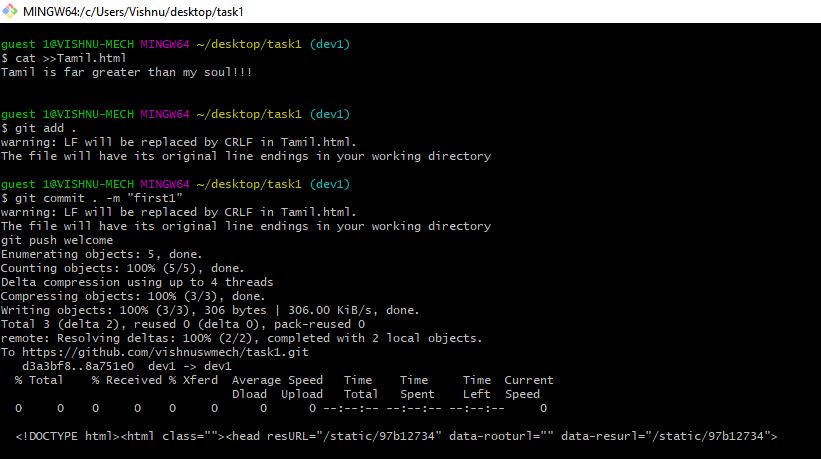 MINGW64:/c/Users/Vishnu/desktop/task1
guest 1@VISHNU-MECH MINGW64 ~/desktop/task1 (dev1)
$ cat >>Tamil.html
Tamil is far greater than my soul!!!
guest 1@VISHNU-MECH MINGW64 ~/desktop/task1 (dev1)
$ git add .
warning: LF will be replaced by CRLF in Tamil.html.
The file will have its original line endings in your working directory
guest 1@VISHNU-MECH MINGW64 ~/desktop/task1 (dev1)
$ git commit . -m "first1"
warning: LF will be replaced by CRLF in Tamil.html.
The file will have its original line endings in your working directory
git push welcome
Enumerating objects: 5, done.
Counting objects: 100% (5/5), done.
Delta compression using up to 4 threads
Compressing objects: 100% (3/3), done.
Writing objects: 100% (3/3), 306 bytes | 306.00 KiB/s, done.
Total 3 (delta 2), reused 0 (delta 0), pack-reused 0
remote: Resolving deltas: 100% (2/2), completed with 2 local objects.
To https://github.com/vishnuswmech/task1.git
d3a3bf8..8a751e0  dev1 -> dev1
% Total    % Received % Xferd  Average Speed   Time    Time     Time  Current
Dload  Upload   Total   Spent    Left  Speed
0     0    0     0    0     0      0      0 --:--:-- --:--:-- --:--:--     0
<!DOCTYPE html><html class=""><head resURL="/static/97b12734" data-rooturl="" data-resurl="/static/97b12734">